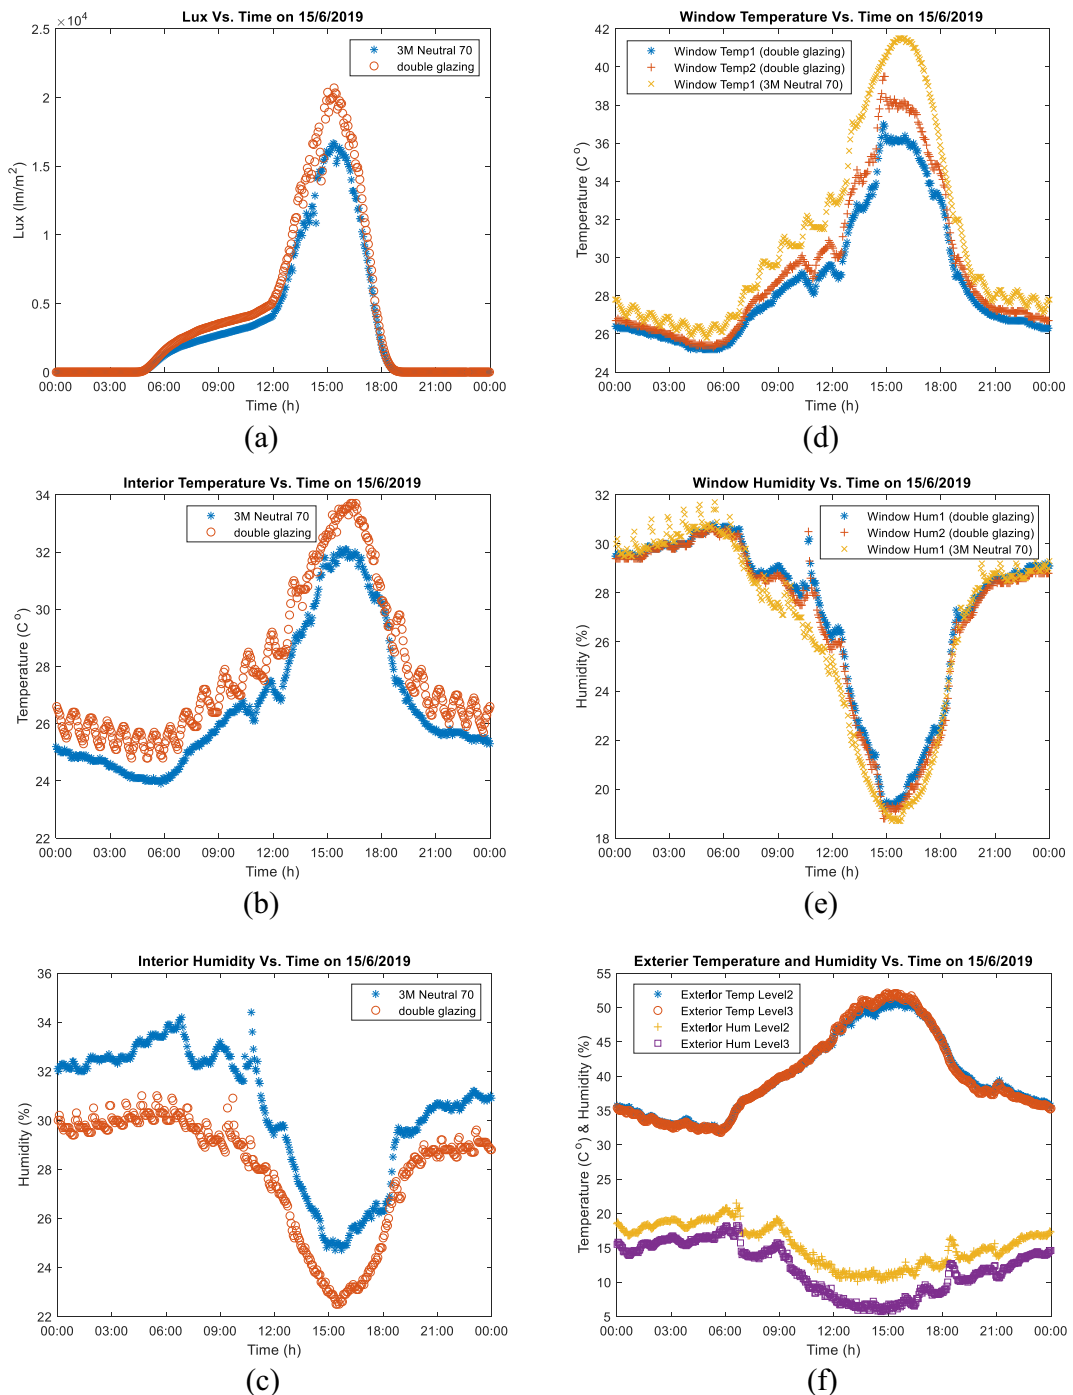 Lux Vs. Time on 15/6/2019
×10⁴
2.5
2
1.5
1
0.5
0
Lux (lm/m²)
3M Neutral 70
double glazing
00:00 03:00 06:00 09:00 12:00 15:00 18:00 21:00 00:00
Time (h)
(a)
Window Temperature Vs. Time on 15/6/2019
42
40
38
36
34
32
30
28
26
24
Temperature (C°)
Window Temp1 (double glazing)
Window Temp2 (double glazing)
Window Temp1 (3M Neutral 70)
00:00 03:00 06:00 09:00 12:00 15:00 18:00 21:00 00:00
Time (h)
(d)
Interior Temperature Vs. Time on 15/6/2019
34
32
30
28
26
24
22
Temperature (C°)
3M Neutral 70
double glazing
00:00 03:00 06:00 09:00 12:00 15:00 18:00 21:00 00:00
Time (h)
(b)
Window Humidity Vs. Time on 15/6/2019
32
30
28
26
24
22
20
18
Humidity (%)
Window Hum1 (double glazing)
Window Hum2 (double glazing)
Window Hum1 (3M Neutral 70)
00:00 03:00 06:00 09:00 12:00 15:00 18:00 21:00 00:00
Time (h)
(e)
Interior Humidity Vs. Time on 15/6/2019
36
34
32
30
28
26
24
22
Humidity (%)
3M Neutral 70
double glazing
00:00 03:00 06:00 09:00 12:00 15:00 18:00 21:00 00:00
Time (h)
(c)
Exterier Temperature and Humidity Vs. Time on 15/6/2019
55
50
45
40
35
30
25
20
15
10
5
Temperature (C°) & Humidity (%)
Exterior Temp Level2
Exterior Temp Level3
Exterior Hum Level2
Exterior Hum Level3
00:00 03:00 06:00 09:00 12:00 15:00 18:00 21:00 00:00
Time (h)
(f)